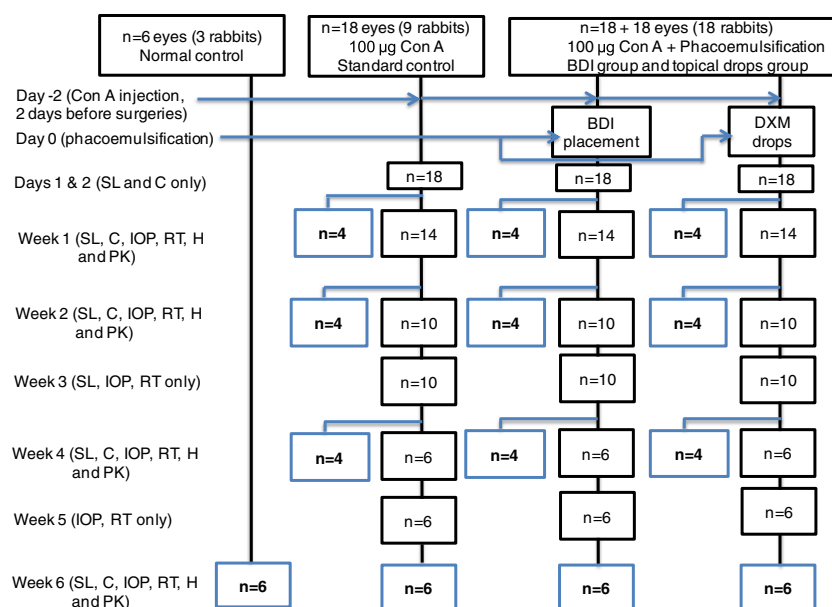 n=6 eyes (3 rabbits)
Normal control
n=18 eyes (9 rabbits)
100 µg Con A
Standard control
n=18 + 18 eyes (18 rabbits)
100 µg Con A + Phacoemulsification
BDI group and topical drops group
Day -2 (Con A injection,
2 days before surgeries)
Day 0 (phacoemulsification)
BDI
placement
DXM
drops
Days 1 & 2 (SL and C only)
n=18
n=18
n=18
Week 1 (SL, C, IOP, RT, H
and PK)
n=4
n=14
n=4
n=14
n=4
n=14
Week 2 (SL, C, IOP, RT, H
and PK)
n=4
n=10
n=4
n=10
n=4
n=10
Week 3 (SL, IOP, RT only)
n=10
n=10
n=10
Week 4 (SL, C, IOP, RT, H
and PK)
n=4
n=6
n=4
n=6
n=4
n=6
Week 5 (IOP, RT only)
n=6
n=6
n=6
Week 6 (SL, C, IOP, RT, H
and PK)
n=6
n=6
n=6
n=6